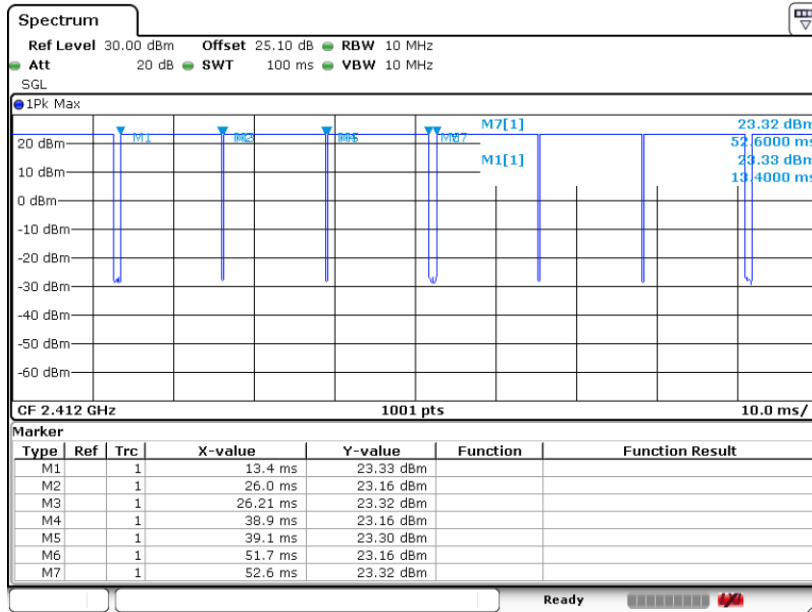 Spectrum
Ref Level 30.00 dBm Offset 25.10 dB RBW 10 MHz
Att 20 dB SWT 100 ms VBW 10 MHz
SGL
1Pk Max
M7[1] 23.32 dBm
52.6000 ms
M1[1] 23.33 dBm
13.4000 ms
M1
20 dBm
10 dBm
0 dBm
-10 dBm
-20 dBm
-30 dBm
-40 dBm
-50 dBm
-60 dBm
CF 2.412 GHz 1001 pts 10.0 ms/
Marker
Type Ref Trc X-value Y-value Function Function Result
M1 1 13.4 ms 23.33 dBm
M2 1 26.0 ms 23.16 dBm
M3 1 26.21 ms 23.32 dBm
M4 1 38.9 ms 23.16 dBm
M5 1 39.1 ms 23.30 dBm
M6 1 51.7 ms 23.16 dBm
M7 1 52.6 ms 23.32 dBm
Ready